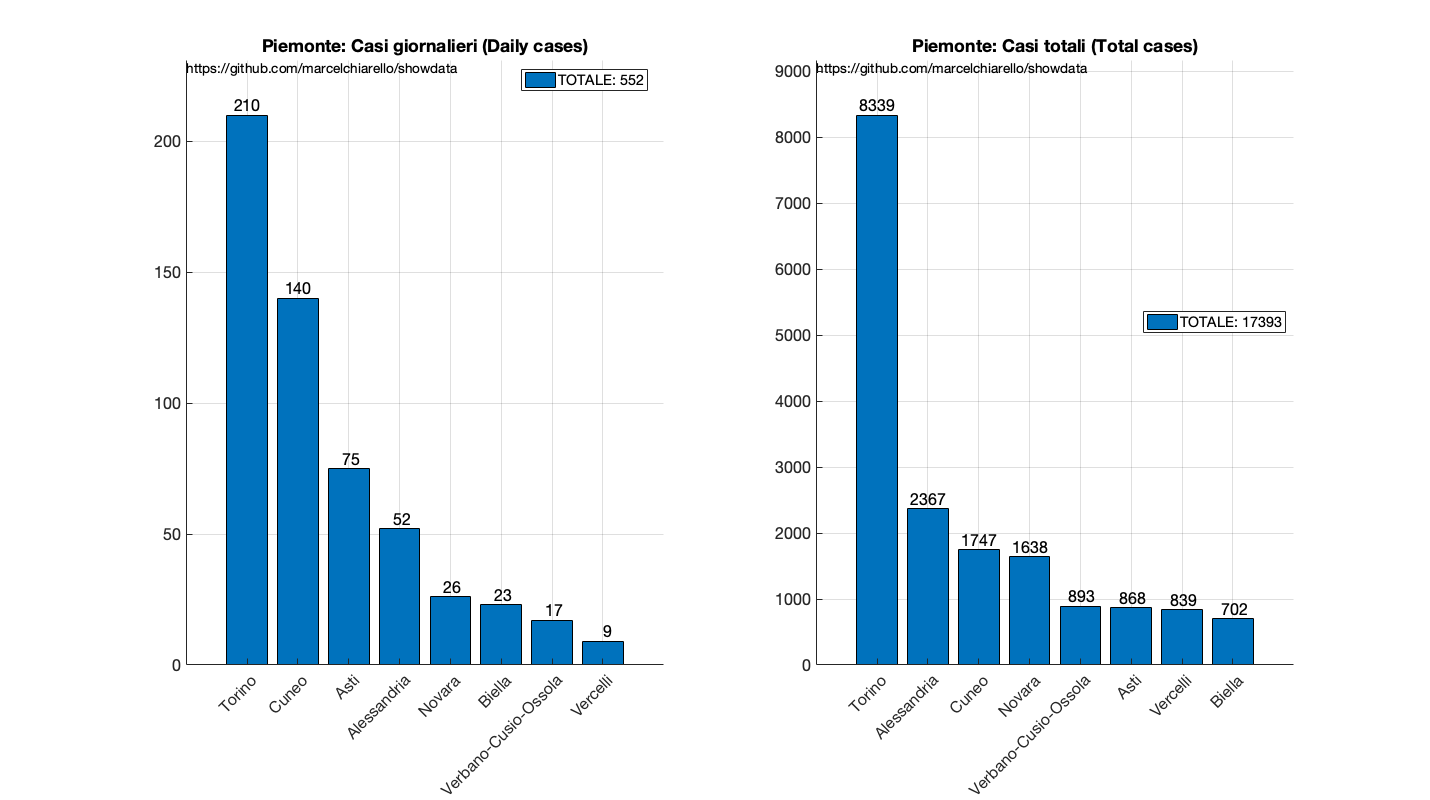 Piemonte: Casi giornalieri (Daily cases)
https://github.com/marcelchiarello/showdata
TOTALE: 552
210
140
75
52
26
23
17
9
200
150
100
50
0
Torino
Cuneo
Asti
Alessandria
Novara
Biella
Verbano-Cusio-Ossola
Vercelli
Piemonte: Casi totali (Total cases)
https://github.com/marcelchiarello/showdata
TOTALE: 17393
8339
2367
1747
1638
893
868
839
702
9000
8000
7000
6000
5000
4000
3000
2000
1000
0
Torino
Alessandria
Cuneo
Novara
Verbano-Cusio-Ossola
Asti
Vercelli
Biella